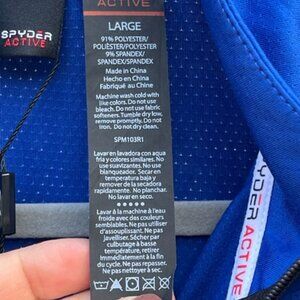 ACTIVE
LARGE
91% POLYESTER/
POLIÉSTER/POLYESTER
9% SPANDEX/
SPANDEX/SPANDEX
Made in China
Hecho en China
Fabriqué au China
Machine wash cold with
like colors. Do not use
bleach. Do not use fabric
softeners. Tumble dry low,
remove promptly. Do not
iron, do not dry clean.
SPM103R1
Lavar en lavadora con agua
fria y colores similares. No
use suavizantes. No use
blanqueador. Secar en
temperatura baja y
remover de la secadora
rapidamente. No planchar.
No lavar en seco.
Laver à la machine à l'eau
froide avec des couleurs
semblables. Ne pas utiliser
d'assouplissant. Ne pas
javelliser. Sécher par
culbutage à basse
température, retirer
immédiatement à la fin du
cycle. Ne pas repasser. Ne
pas nettoyer à sec.
SPYDER
ACTIVE
SPYDER ACTIVE